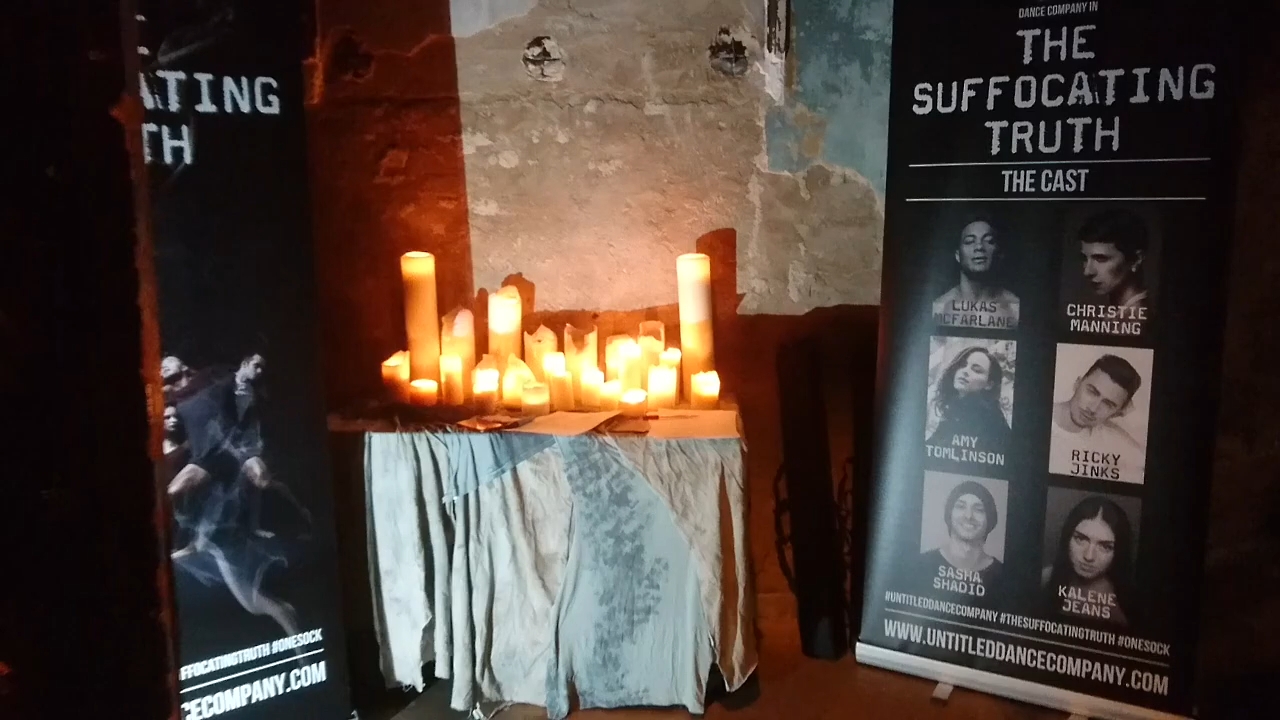 ATING
TH
FFOCATINGTRUTH #ONESOCK
CECOMPANY.COM
DANCE COMPANY IN
THE
SUFFOCATING
TRUTH
THE CAST
LUKAS
MCFARLANE
CHRISTIE
MANNING
AMY
TOMLINSON
RICKY
JINKS
SASHA
SHADID
KALENE
JEANS
#UNTITLEDDANCECOMPANY #THESUFFOCATINGTRUTH #ONESOCK
WWW.UNTITLEDDANCECOMPANY.COM